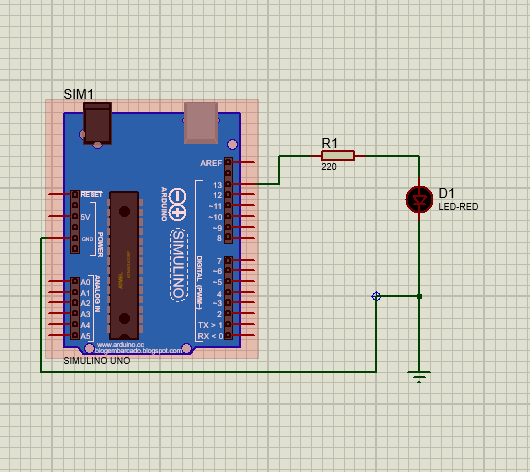 SIM1
R1
220
D1
LED-RED
AREF
13
12
~11
~10
~9
8
7
~6
~5
4
~3
2
TX > 1
RX < 0
DIGITAL (PWM~)
ARDUINO
SIMULINO
RESET
5V
GND
POWER
ANALOG IN
A0
A1
A2
A3
A4
A5
www.arduino.cc
blogembarcado.blogspot.com
SIMULINO UNO